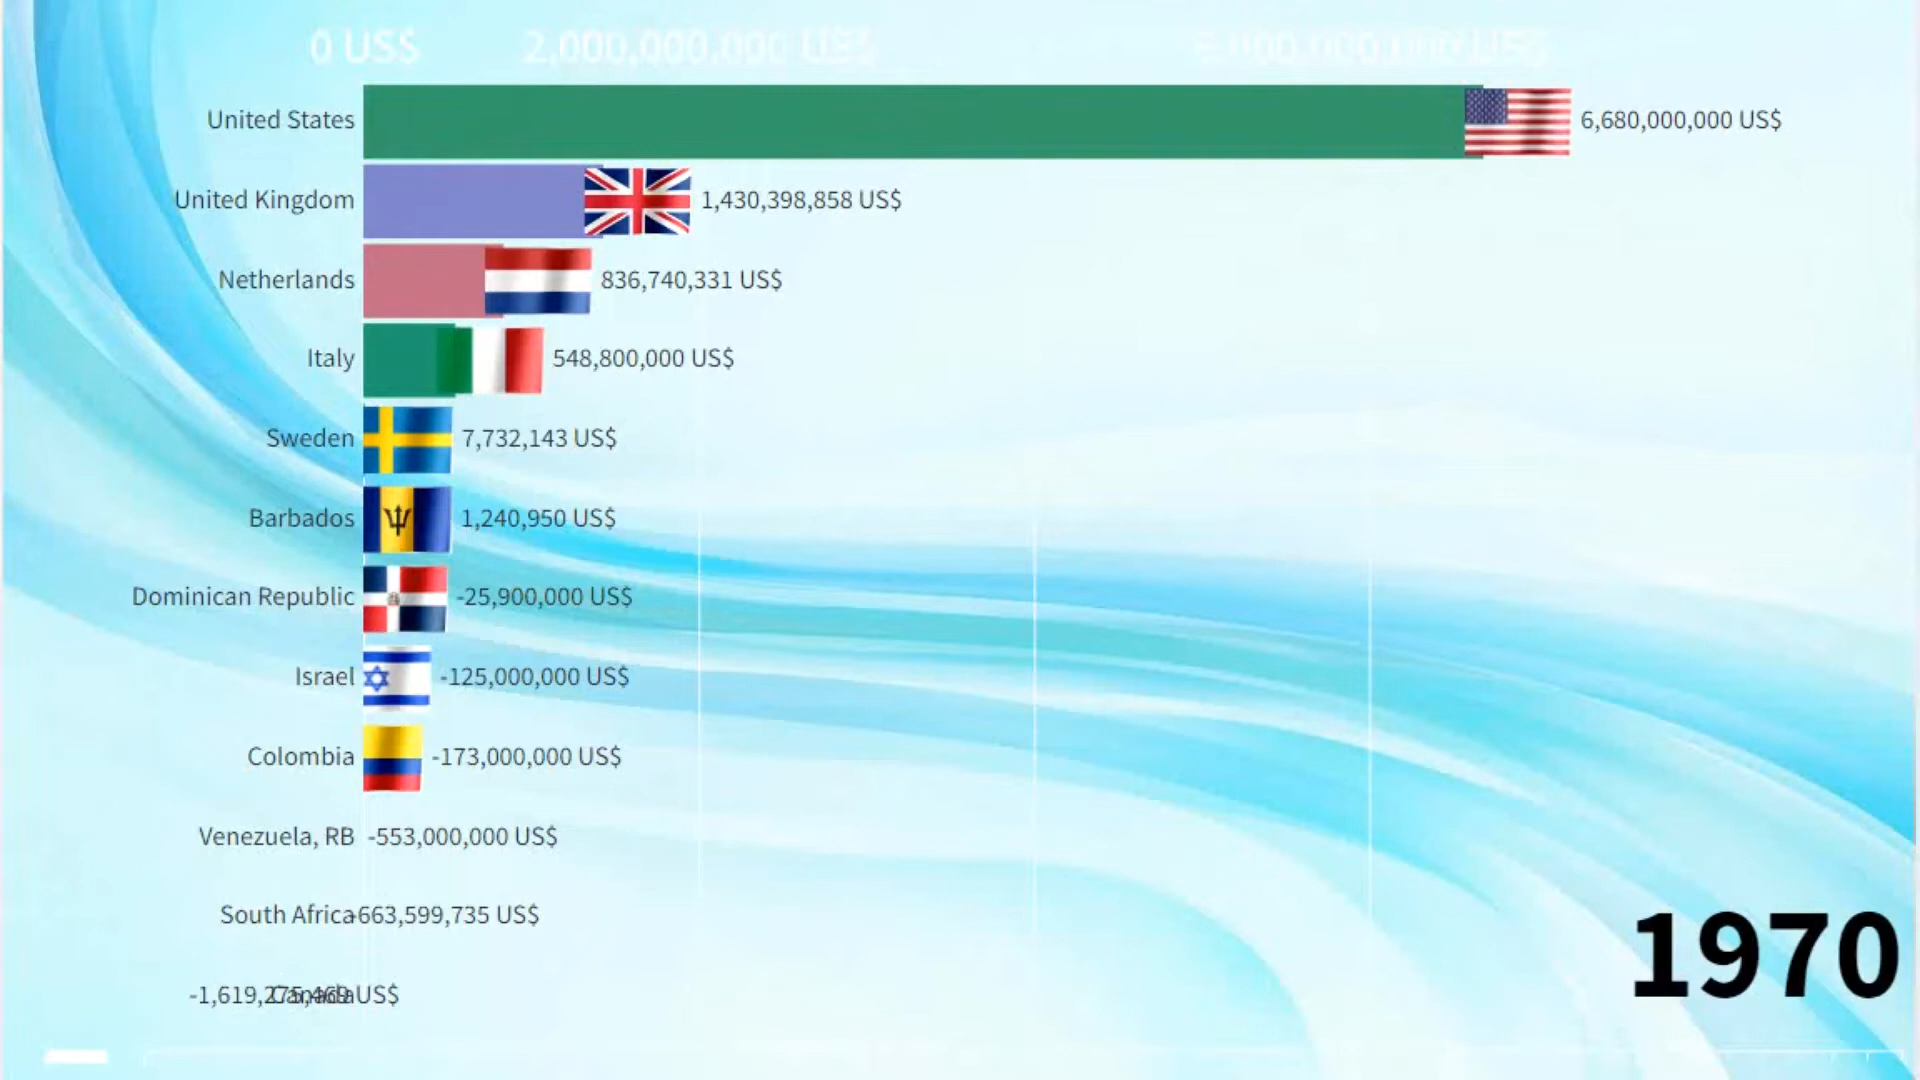 0 US$ 2,000,000,000 US$
United States 6,680,000,000 US$
United Kingdom 1,430,398,858 US$
Netherlands 836,740,331 US$
Italy 548,800,000 US$
Sweden 7,732,143 US$
Barbados 1,240,950 US$
Dominican Republic -25,900,000 US$
Israel -125,000,000 US$
Colombia -173,000,000 US$
Venezuela, RB -553,000,000 US$
South Africa -663,599,735 US$
Canada US$
1970